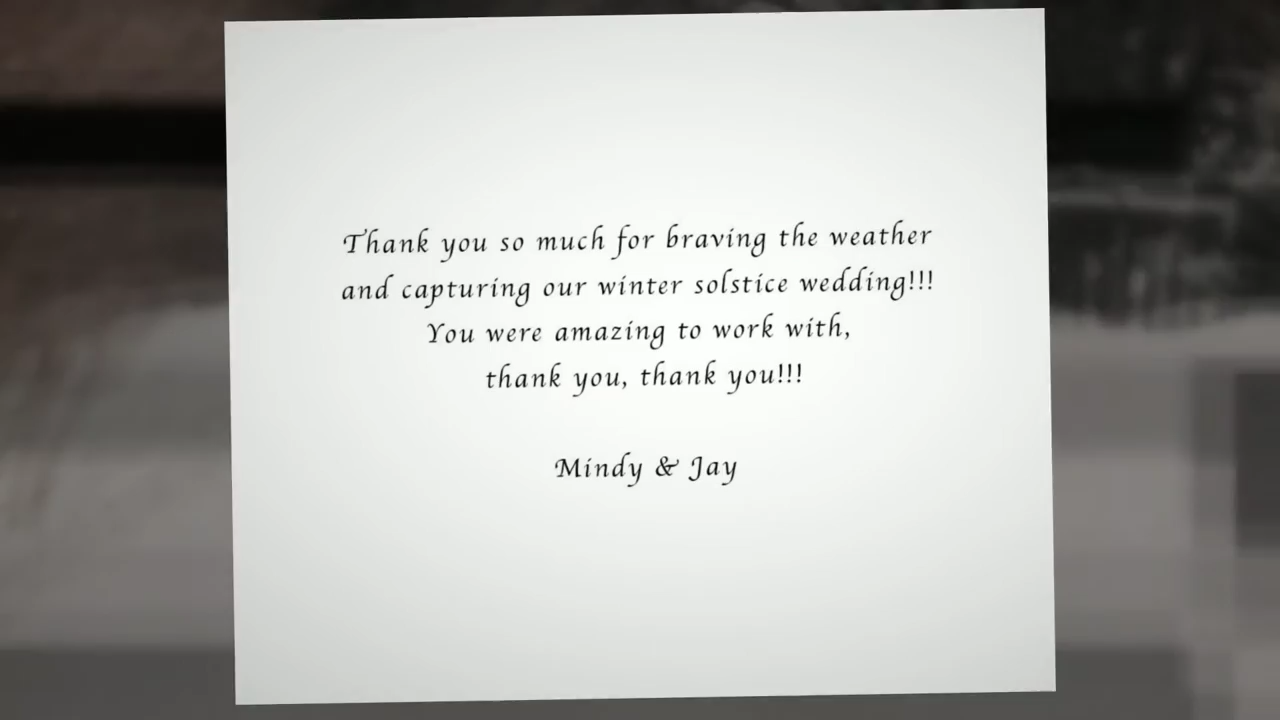 Thank you so much for braving the weather
and capturing our winter solstice wedding!!!
You were amazing to work with,
thank you, thank you!!!
Mindy & Jay